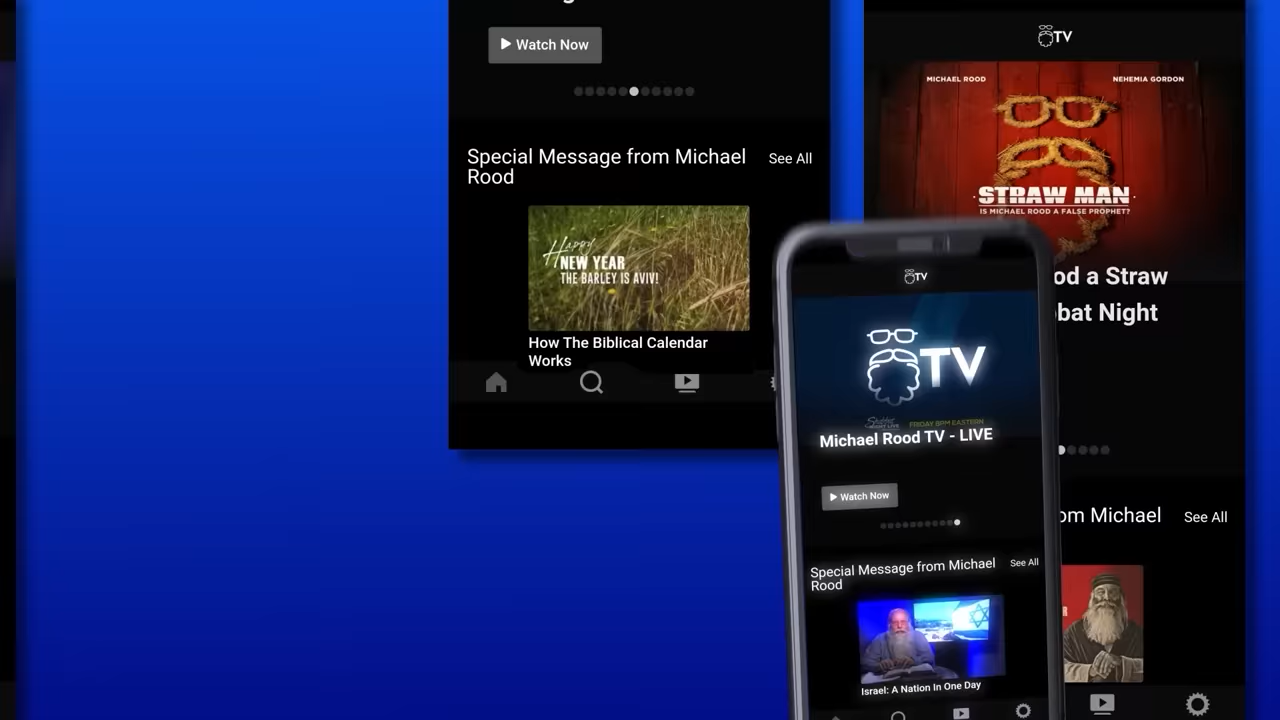 Watch Now
Special Message from Michael
Rood
See All
Happy
NEW YEAR
THE BARLEY IS AVIV!
How The Biblical Calendar
Works
TV
MICHAEL ROOD
NEHEMIA GORDON
STRAW MAN
IS MICHAEL ROOD A FALSE PROPHET?
od a Straw
bat Night
om Michael
See All
TV
TV
FRIDAY 8PM EASTERN
Michael Rood TV - LIVE
Watch Now
Special Message from Michael
Rood
See All
Israel: A Nation In One Day